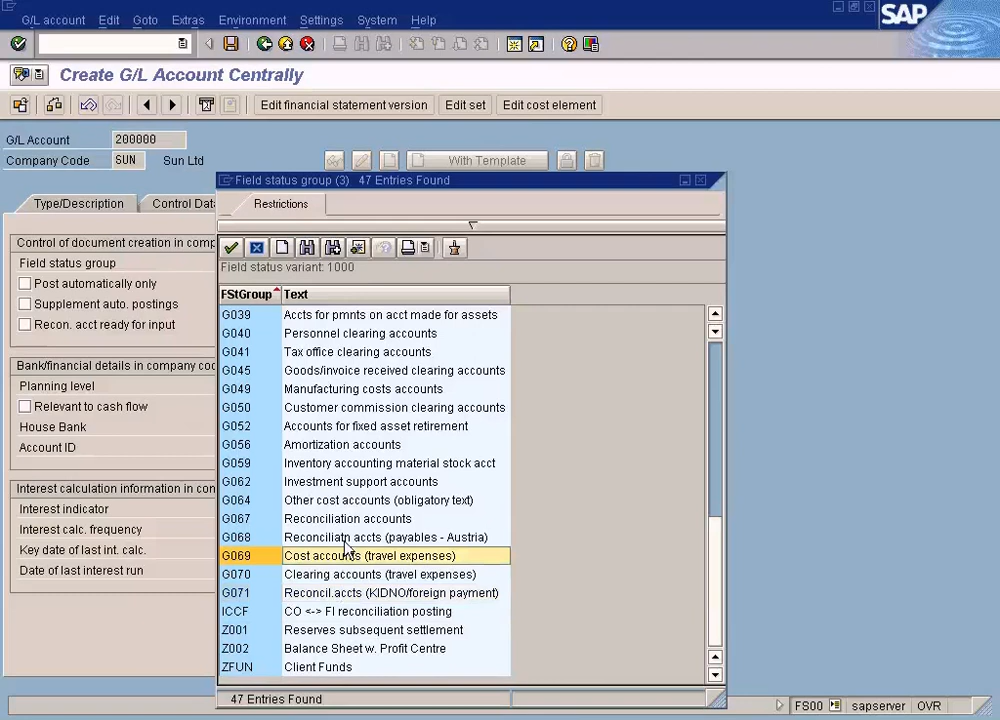 G/L account Edit Goto Extras Environment Settings System Help
SAP
Create G/L Account Centrally
Edit financial statement version Edit set Edit cost element
G/L Account 200000
Company Code SUN Sun Ltd With Template
Field status group (3) 47 Entries Found
Type/Description Control Data
Restrictions
Control of document creation in comp
Field status group
Post automatically only
Supplement auto. postings
Recon. acct ready for input
Bank/financial details in company cod
Planning level
Relevant to cash flow
House Bank
Account ID
Interest calculation information in con
Interest indicator
Interest calc. frequency
Key date of last int. calc.
Date of last interest run
Field status variant: 1000
FStGroup Text
G039 Accts for pmnts on acct made for assets
G040 Personnel clearing accounts
G041 Tax office clearing accounts
G045 Goods/invoice received clearing accounts
G049 Manufacturing costs accounts
G050 Customer commission clearing accounts
G052 Accounts for fixed asset retirement
G056 Amortization accounts
G059 Inventory accounting material stock acct
G062 Investment support accounts
G064 Other cost accounts (obligatory text)
G067 Reconciliation accounts
G068 Reconciliatn accts (payables - Austria)
G069 Cost accounts (travel expenses)
G070 Clearing accounts (travel expenses)
G071 Reconcil.accts (KIDNO/foreign payment)
ICCF CO <-> FI reconciliation posting
Z001 Reserves subsequent settlement
Z002 Balance Sheet w. Profit Centre
ZFUN Client Funds
47 Entries Found
FS00 sapserver OVR